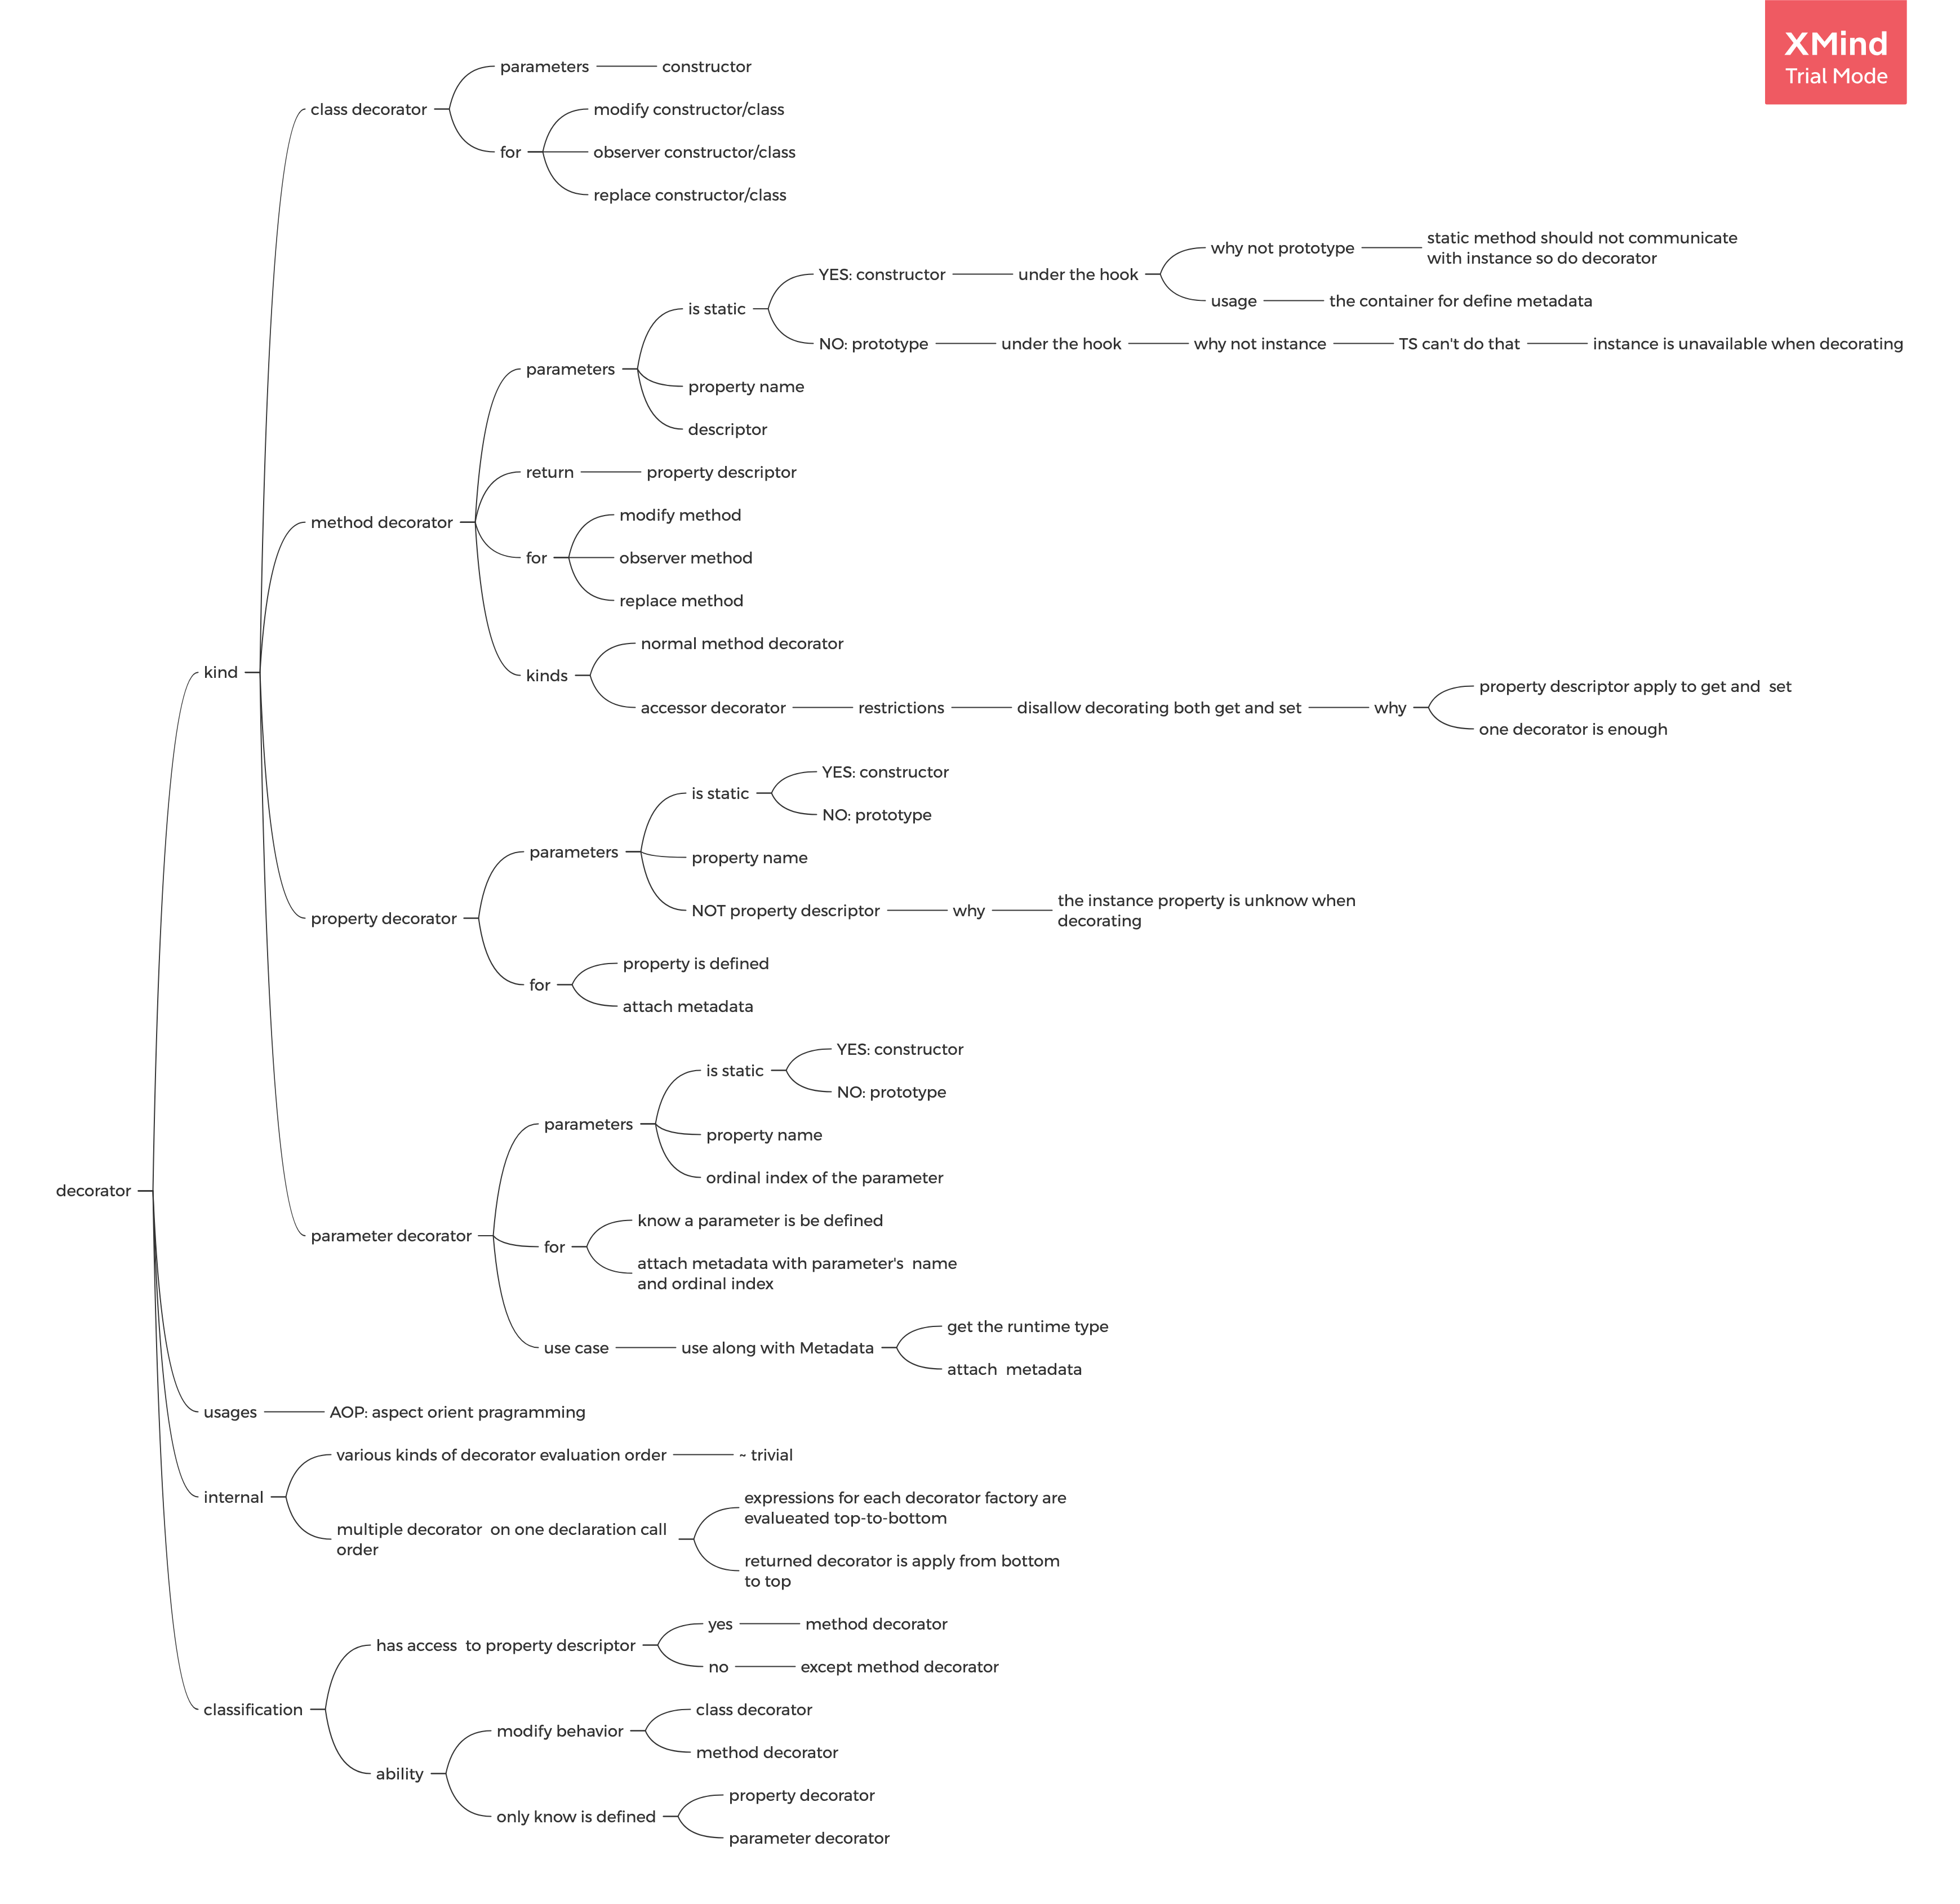 XMind
Trial Mode
parameters
constructor
class decorator
modify constructor/class
for
observer constructor/class
replace constructor/class
why not prototype
static method should not communicate
with instance so do decorator
YES: constructor
under the hook
usage
the container for define metadata
is static
NO: prototype
under the hook
why not instance
TS can't do that
instance is unavailable when decorating
parameters
property name
descriptor
return
property descriptor
method decorator
modify method
for
observer method
replace method
normal method decorator
kinds
accessor decorator
restrictions
disallow decorating both get and set
why
property descriptor apply to get and  set
one decorator is enough
kind
YES: constructor
is static
NO: prototype
parameters
property name
NOT property descriptor
why
the instance property is unknow when
decorating
property decorator
property is defined
for
attach metadata
YES: constructor
is static
NO: prototype
parameters
property name
ordinal index of the parameter
decorator
parameter decorator
know a parameter is be defined
for
attach metadata with parameter's  name
and ordinal index
get the runtime type
use case
use along with Metadata
attach  metadata
usages
AOP: aspect orient pragramming
various kinds of decorator evaluation order
~ trivial
internal
expressions for each decorator factory are
evalueated top-to-bottom
multiple decorator  on one declaration call
order
returned decorator is apply from bottom
to top
yes
method decorator
has access  to property descriptor
no
except method decorator
classification
class decorator
modify behavior
method decorator
ability
property decorator
only know is defined
parameter decorator